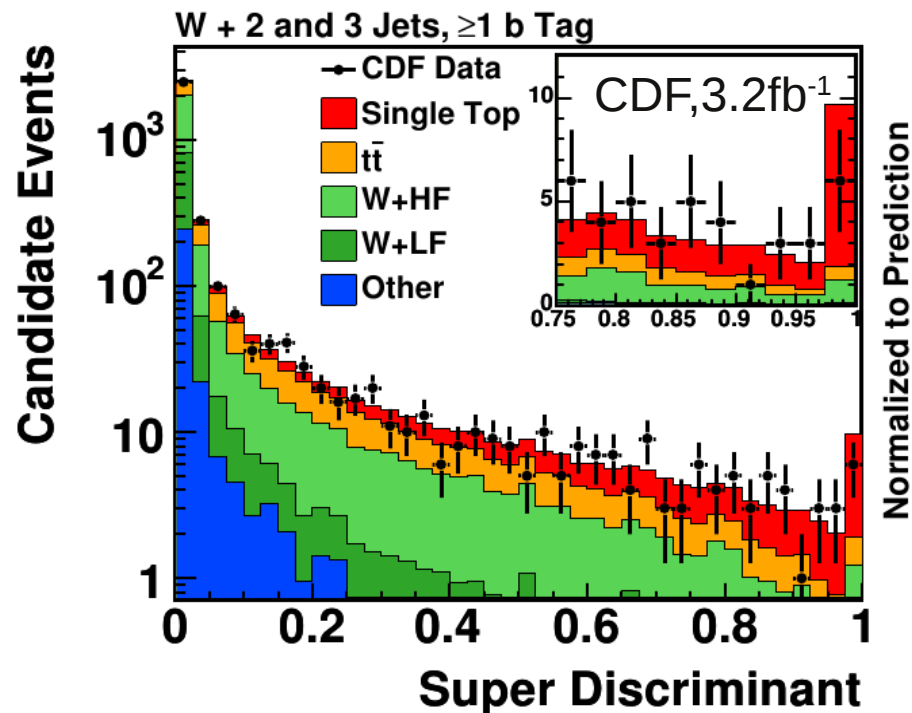 W + 2 and 3 Jets, ≥1 b Tag
Candidate Events
CDF Data
Single Top
tt̄
W+HF
W+LF
Other
10³
10²
10
1
0 0.2 0.4 0.6 0.8 1
Super Discriminant
CDF,3.2fb⁻¹
10
5
0
0.75 0.8 0.85 0.9 0.95 1
Normalized to Prediction